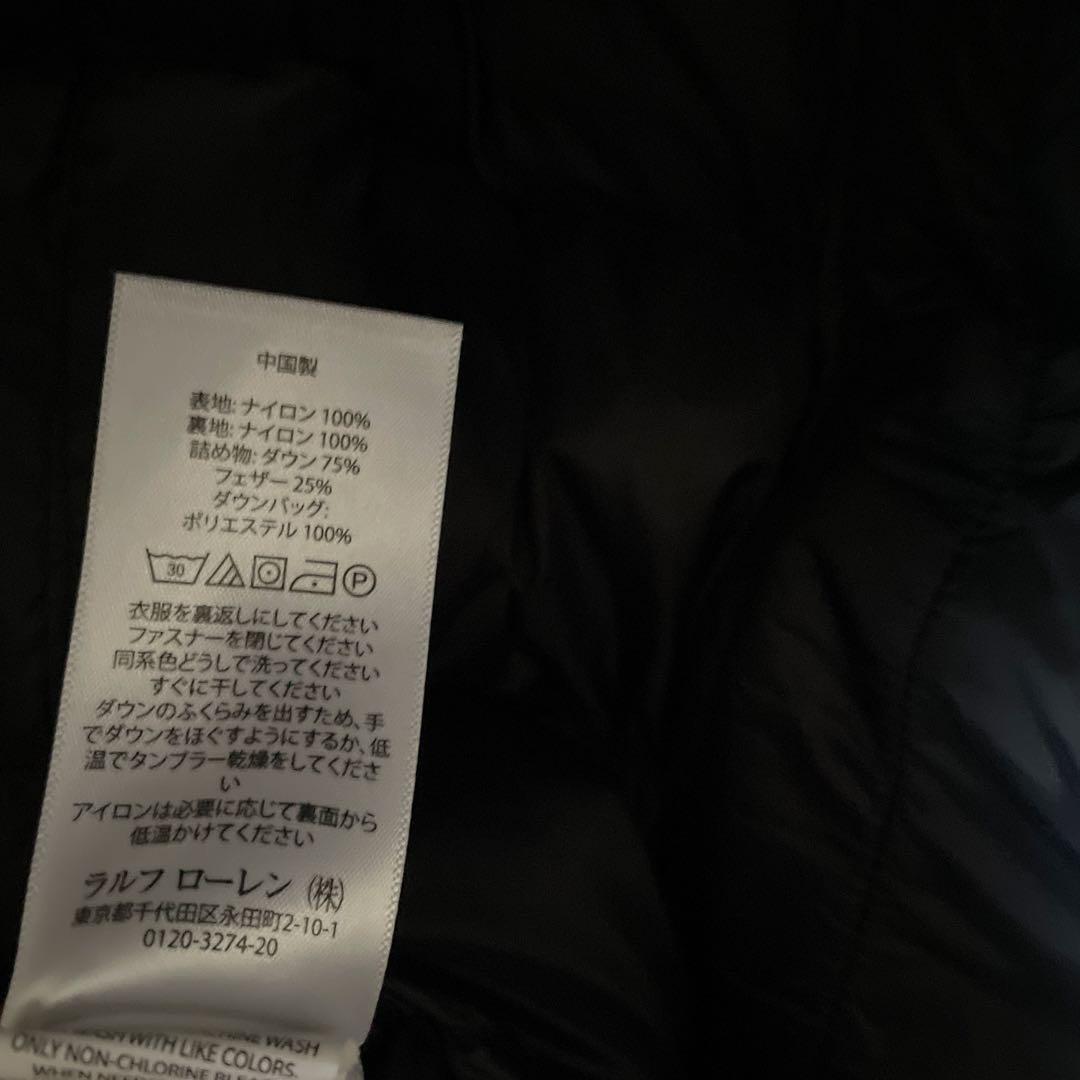 中国製
表地: ナイロン 100%
裏地: ナイロン 100%
詰め物: ダウン 75%
フェザー 25%
ダウンバッグ:
ポリエステル 100%
30
P
衣服を裏返しにしてください
ファスナーを閉じてください
同系色どうしで洗ってください
すぐに干してください
ダウンのふくらみを出すため、手
でダウンをほぐすようにするか、低
温でタンブラー乾燥をしてくださ
い
アイロンは必要に応じて裏面から
低温かけてください
ラルフ ローレン (株)
東京都千代田区永田町2-10-1
0120-3274-20
WASH
WITH LIKE COLORS.
ONLY NON-CHLORINE
WHEN